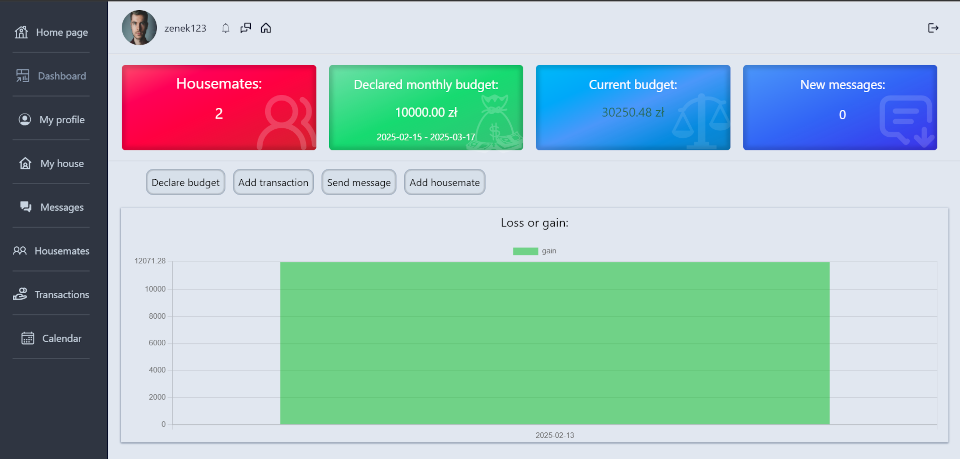 Home page
Dashboard
My profile
My house
Messages
Housemates
Transactions
Calendar
zenek123
Housemates:
2
Declared monthly budget:
10000.00 zł
2025-02-15 - 2025-03-17
Current budget:
30250.48 zł
New messages:
0
Declare budget
Add transaction
Send message
Add housemate
Loss or gain:
gain
12071.28
10000
8000
6000
4000
2000
0
2025-02-13